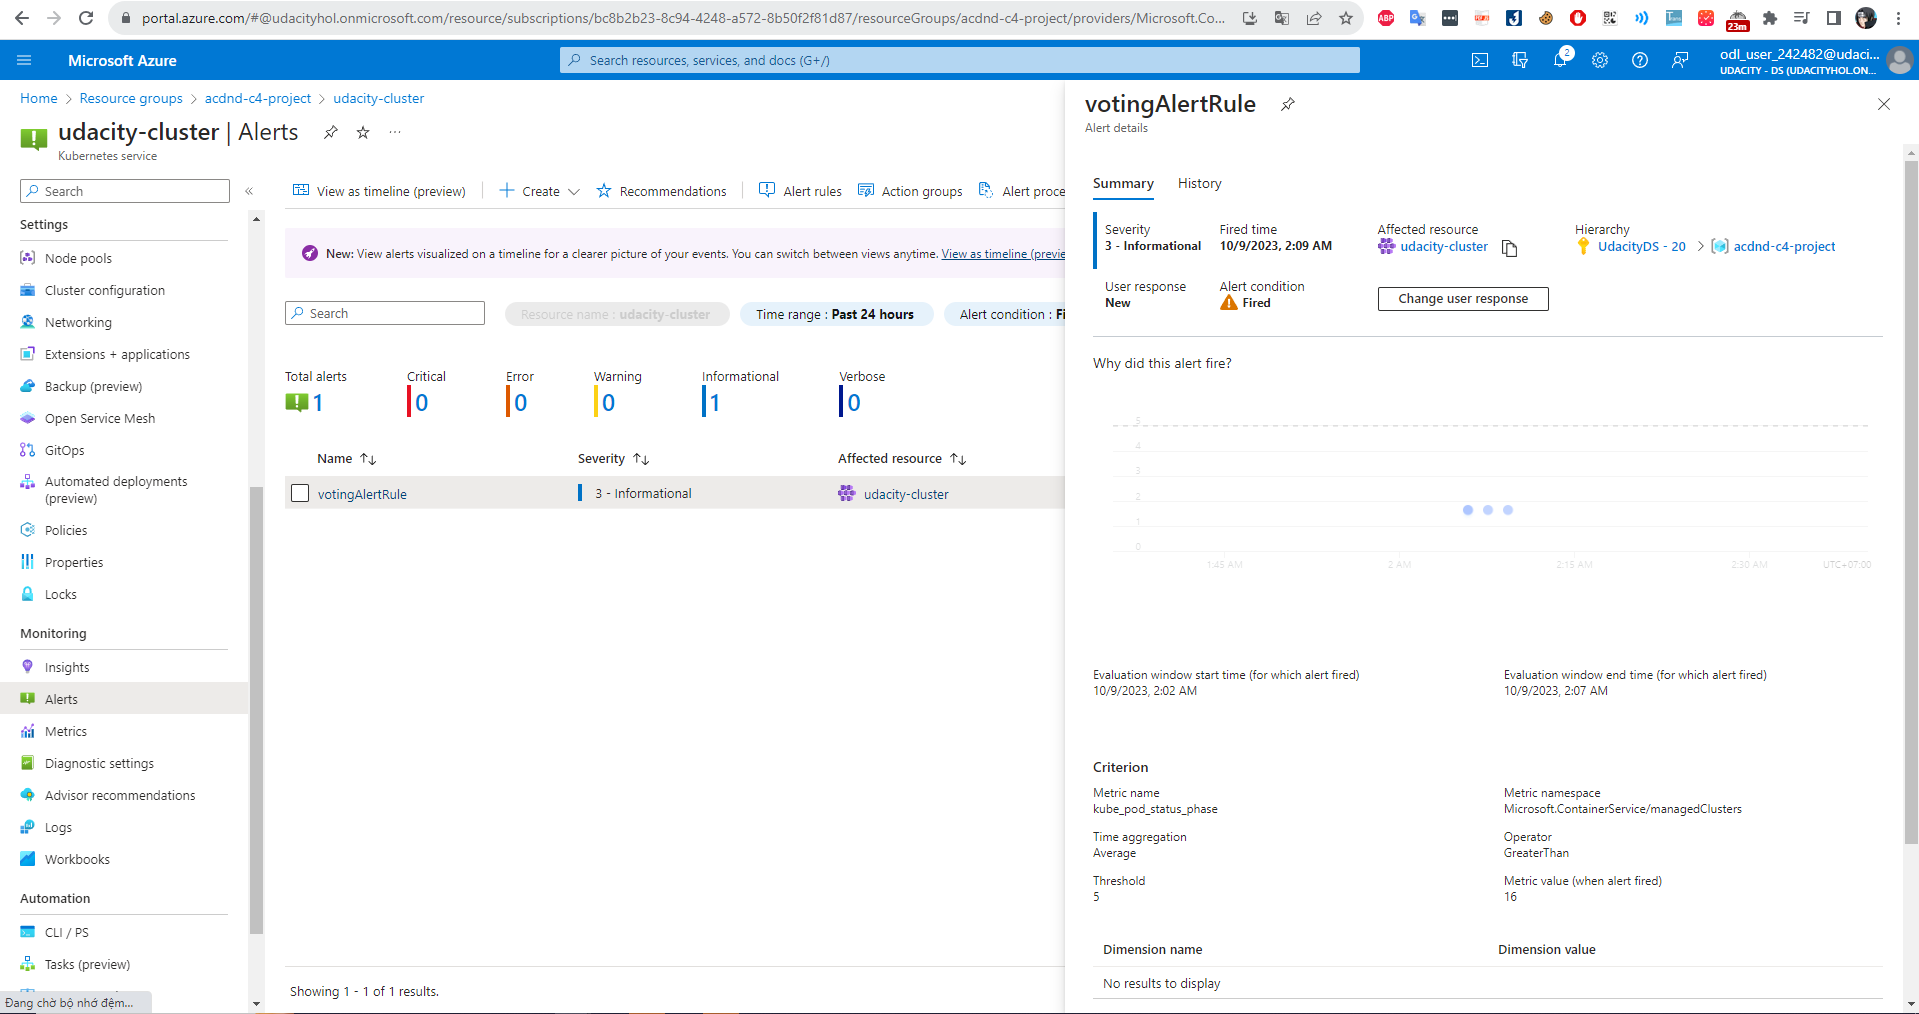 portal.azure.com/#@udacityhol.onmicrosoft.com/resource/subscriptions/bc8b2b23-8c94-4248-a572-8b50f2f81d87/resourceGroups/acdnd-c4-project/providers/Microsoft.Co...
ABP
23m
Microsoft Azure
Search resources, services, and docs (G+/)
2
odl_user_242482@udaci...
UDACITY - DS (UDACITYHOL.ON...
Home > Resource groups > acdnd-c4-project > udacity-cluster
udacity-cluster | Alerts
Kubernetes service
Search
Settings
Node pools
Cluster configuration
Networking
Extensions + applications
Backup (preview)
Open Service Mesh
GitOps
Automated deployments
(preview)
Policies
Properties
Locks
Monitoring
Insights
Alerts
Metrics
Diagnostic settings
Advisor recommendations
Logs
Workbooks
Automation
CLI / PS
Tasks (preview)
Đang chờ bộ nhớ đệm...
View as timeline (preview)
Create
Recommendations
Alert rules
Action groups
Alert proce
New: View alerts visualized on a timeline for a clearer picture of your events. You can switch between views anytime. View as timeline (previe
Search
Resource name : udacity-cluster
Time range : Past 24 hours
Alert condition : Fi
Total alerts
1
Critical
0
Error
0
Warning
0
Informational
1
Verbose
0
Name
Severity
Affected resource
votingAlertRule
3 - Informational
udacity-cluster
Showing 1 - 1 of 1 results.
votingAlertRule
Alert details
Summary
History
Severity
3 - Informational
Fired time
10/9/2023, 2:09 AM
Affected resource
udacity-cluster
Hierarchy
UdacityDS - 20 > acdnd-c4-project
User response
New
Alert condition
Fired
Change user response
Why did this alert fire?
5
4
3
2
1
0
1:45 AM
2 AM
2:15 AM
2:30 AM
UTC+07:00
Evaluation window start time (for which alert fired)
10/9/2023, 2:02 AM
Evaluation window end time (for which alert fired)
10/9/2023, 2:07 AM
Criterion
Metric name
kube_pod_status_phase
Metric namespace
Microsoft.ContainerService/managedClusters
Time aggregation
Average
Operator
GreaterThan
Threshold
5
Metric value (when alert fired)
16
Dimension name
Dimension value
No results to display